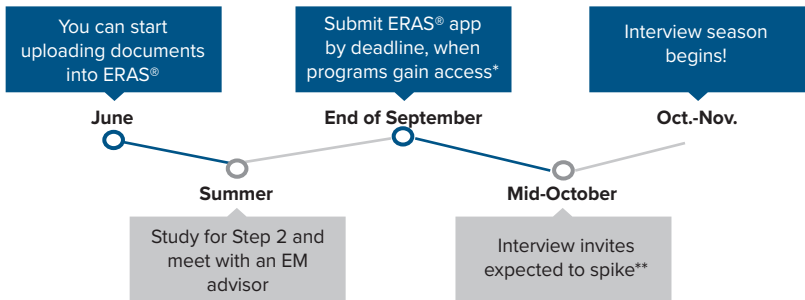 You can start
uploading documents
into ERAS®
June
Summer
Study for Step 2 and
meet with an EM
advisor
Submit ERAS® app
by deadline, when
programs gain access*
End of September
Mid-October
Interview invites
expected to spike**
Interview season
begins!
Oct.-Nov.